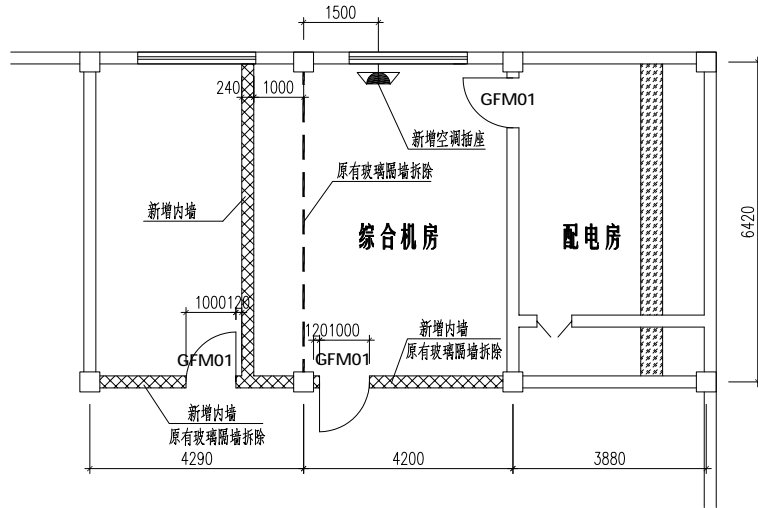 1500
240
1000
GFM01
新增空调插座
原有玻璃隔墙拆除
新增内墙
综合机房
配电房
6420
1000120
1201000
GFM01
GFM01
新增内墙
原有玻璃隔墙拆除
新增内墙
原有玻璃隔墙拆除
4290
4200
3880